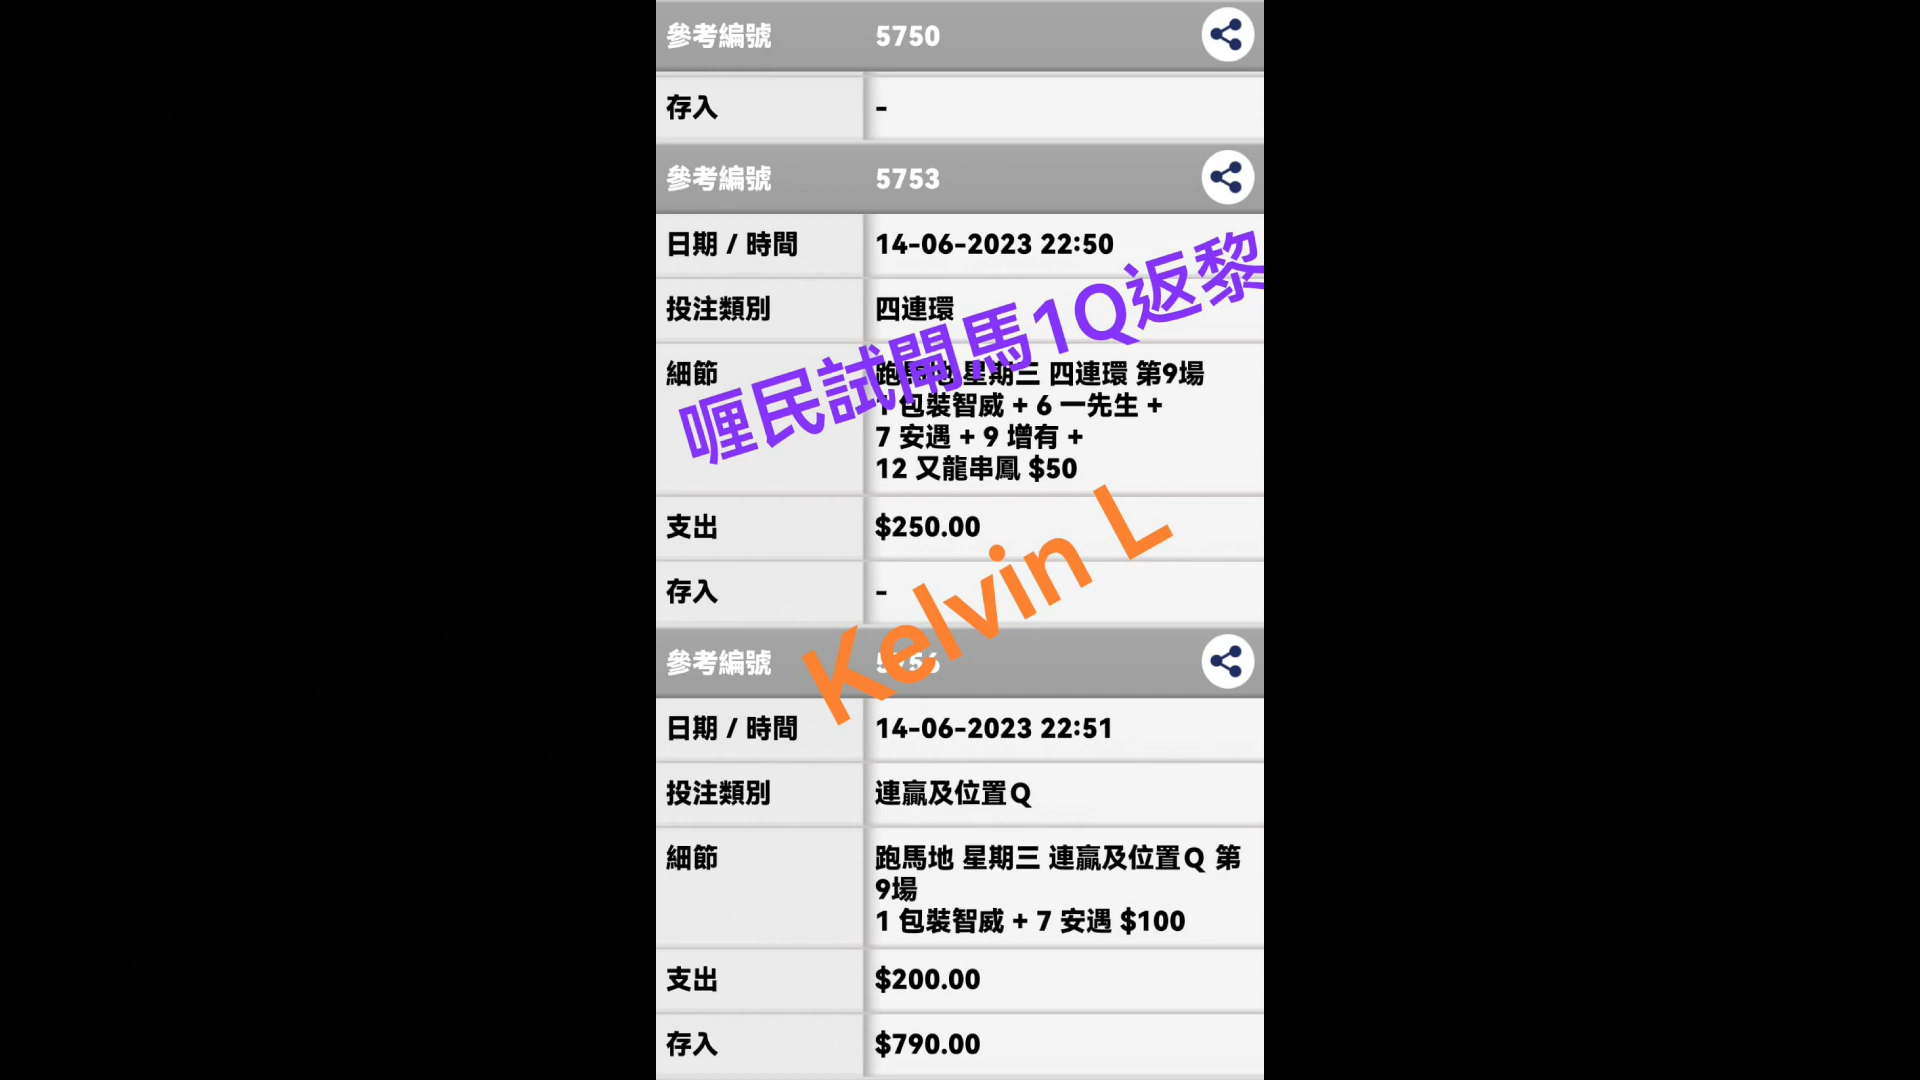 參考編號 5750
存入 -
參考編號 5753
日期 / 時間 14-06-2023 22:50
投注類別 四連環
細節 跑馬地 星期三 四連環 第9場
1 包裝智威 + 6 一先生 +
7 安遇 + 9 增有 +
12 又龍串鳳 $50
喱民試閘馬1Q返黎
支出 $250.00
存入 -
Kelvin L
參考編號 5756
日期 / 時間 14-06-2023 22:51
投注類別 連贏及位置Q
細節 跑馬地 星期三 連贏及位置Q 第
9場
1 包裝智威 + 7 安遇 $100
支出 $200.00
存入 $790.00